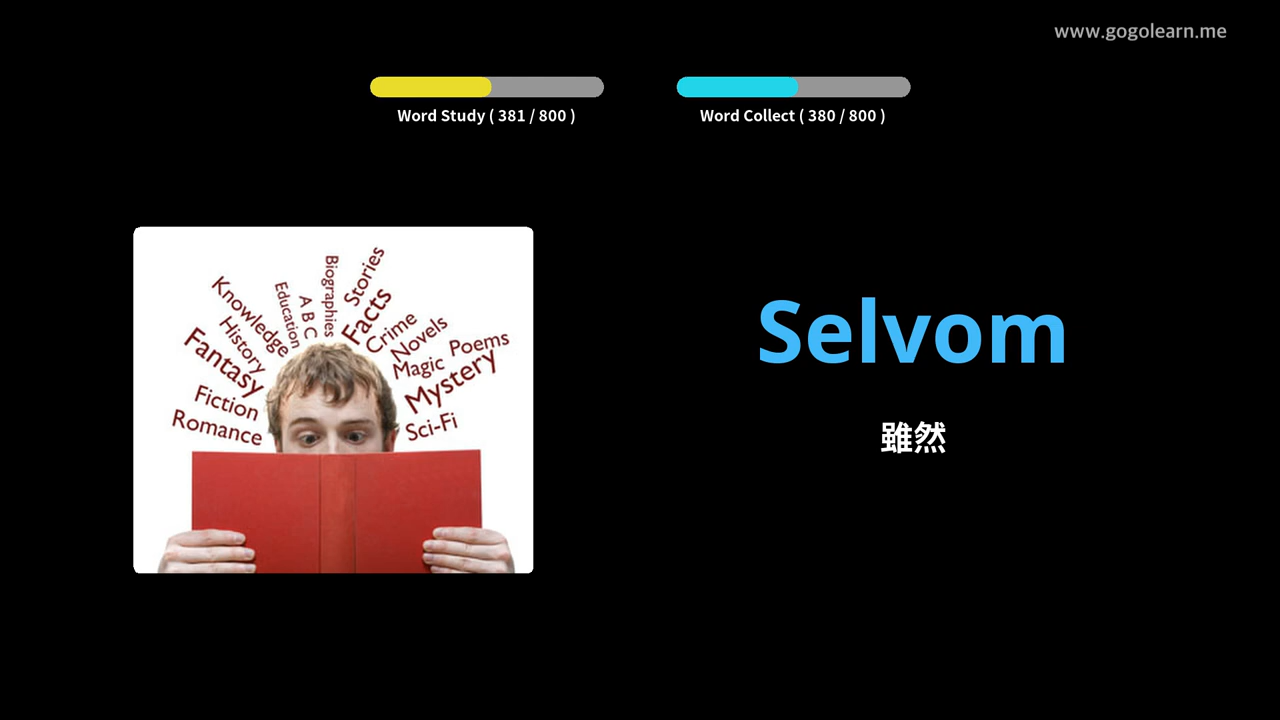 www.gogolearn.me
Word Study ( 381 / 800 )
Word Collect ( 380 / 800 )
Biographies
Stories
Education
A B C
Facts
Knowledge
Crime
History
Novels
Fantasy
Magic
Poems
Mystery
Fiction
Romance
Sci-Fi
Selvom
雖然